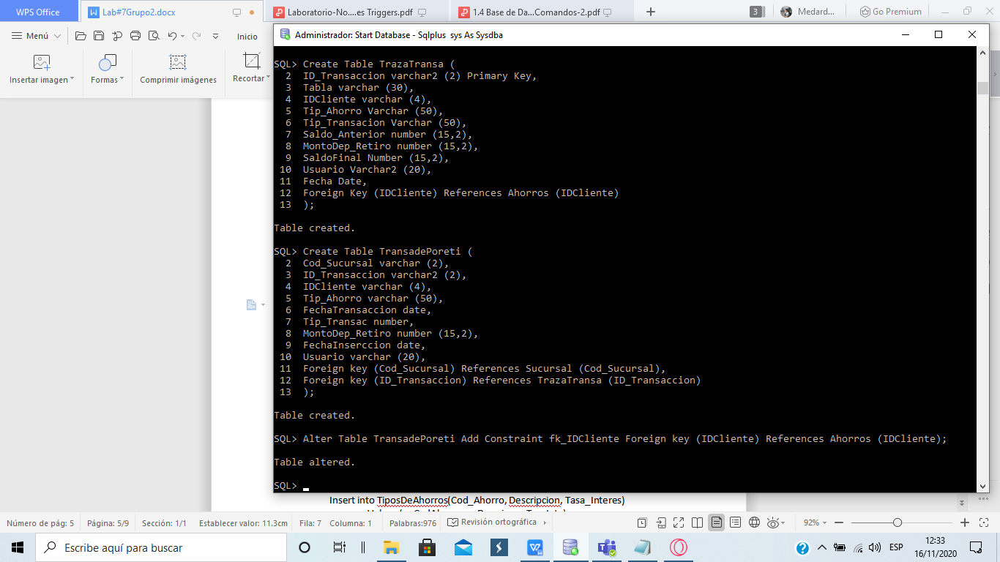 WPS Office
Lab#7Grupo2.docx
Laboratorio-No....es Triggers.pdf
1.4 Base de Da...Comandos-2.pdf
3
Medard...
Go Premium
Menú
Inicio
Insertar imagen
Formas
Comprimir imágenes
Recortar
Administrador: Start Database - Sqlplus sys As Sysdba
SQL> Create Table TrazaTransa (
2 ID_Transaccion varchar2 (2) Primary Key,
3 Tabla varchar (30),
4 IDCliente varchar (4),
5 Tip_Ahorro Varchar (50),
6 Tip_Transacion Varchar (50),
7 Saldo_Anterior number (15,2),
8 MontoDep_Retiro number (15,2),
9 SaldoFinal Number (15,2),
10 Usuario Varchar2 (20),
11 Fecha Date,
12 Foreign Key (IDCliente) References Ahorros (IDCliente)
13 );
Table created.
SQL> Create Table TransadePoreti (
2 Cod_Sucursal varchar (2),
3 ID_Transaccion varchar2 (2),
4 IDCliente varchar (4),
5 Tip_Ahorro varchar (50),
6 FechaTransaccion date,
7 Tip_Transac number,
8 MontoDep_Retiro number (15,2),
9 FechaInserccion date,
10 Usuario varchar (20),
11 Foreign key (Cod_Sucursal) References Sucursal (Cod_Sucursal),
12 Foreign key (ID_Transaccion) References TrazaTransa (ID_Transaccion)
13 );
Table created.
SQL> Alter Table TransadePoreti Add Constraint fk_IDCliente Foreign key (IDCliente) References Ahorros (IDCliente);
Table altered.
SQL>
Insert into TiposDeAhorros(Cod_Ahorro, Descripcion, Tasa_Interes)
Número de pág: 5 Página: 5/9 Sección: 1/1 Establecer valor: 11.3cm Fila: 7 Columna: 1 Palabras:976 Revisión ortográfica 92%
Escribe aquí para buscar
ESP
12:33
16/11/2020